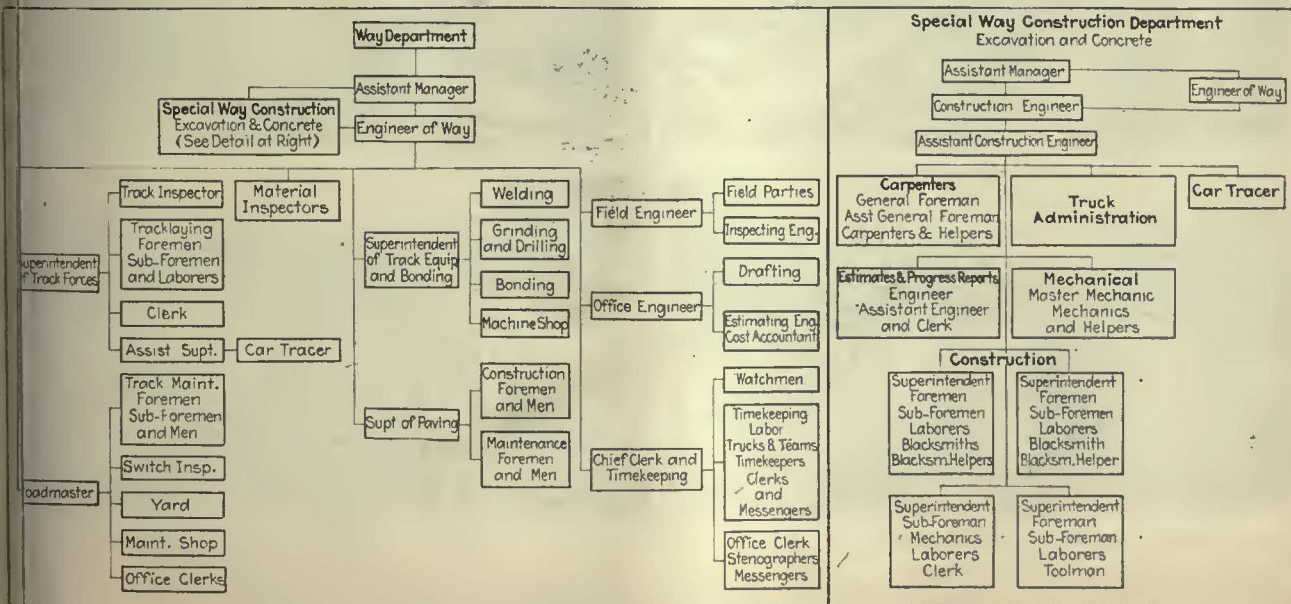 Way Department
Assistant Manager
Special Way Construction
Excavation & Concrete
(See Detail at Right)
Engineer of Way
Track Inspector
Material
Inspectors
Tracklaying
Foremen
Sub-Foremen
and Laborers
Superintendent
of Track Forces
Clerk
Assist Supt.
Car Tracer
Track Maint.
Foremen
Sub-Foremen
and Men
Switch Insp.
Roadmaster
Yard
Maint. Shop
Office Clerks
Superintendent
of Track Equip
and Bonding
Welding
Grinding
and Drilling
Bonding
Machine Shop
Supt of Paving
Construction
Foremen
and Men
Maintenance
Foremen
and Men
Field Engineer
Field Parties
Inspecting Eng.
Office Engineer
Drafting
Estimating Eng.
Cost Accountant
Chief Clerk and
Timekeeping
Watchmen
Timekeeping
Labor
Trucks & Teams
Timekeepers
Clerks
and
Messengers
Office Clerk
Stenographers
Messengers
Special Way Construction Department
Excavation and Concrete
Assistant Manager
Engineer of Way
Construction Engineer
Assistant Construction Engineer
Carpenters
General Foreman
Asst General Foreman
Carpenters & Helpers
Truck
Administration
Car Tracer
Estimates & Progress Reports
Engineer
Assistant Engineer
and Clerk
Mechanical
Master Mechanic
Mechanics
and Helpers
Construction
Superintendent
Foremen
Sub-Foremen
Laborers
Blacksmiths
Blacksm. Helpers
Superintendent
Foremen
Sub-Foremen
Laborers
Blacksmith
Blacksm. Helper
Superintendent
Sub-Foreman
Mechanics
Laborers
Clerk
Superintendent
Foreman
Sub-Foreman
Laborers
Toolman